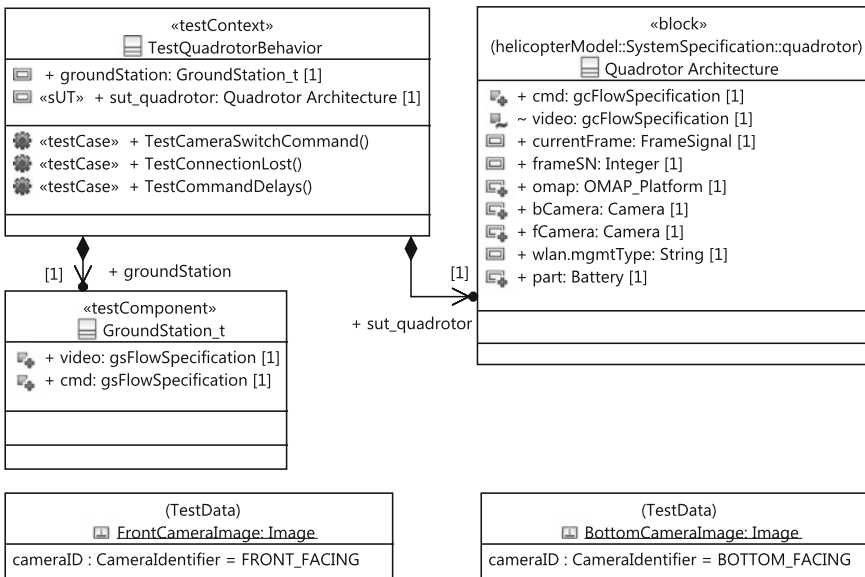 «testContext»
TestQuadrotorBehavior
+ groundStation: GroundStation_t [1]
«sUT» + sut_quadrotor: Quadrotor Architecture [1]
«testCase» + TestCameraSwitchCommand()
«testCase» + TestConnectionLost()
«testCase» + TestCommandDelays()
[1] + groundStation
[1]
+ sut_quadrotor
«testComponent»
GroundStation_t
+ video: gsFlowSpecification [1]
+ cmd: gsFlowSpecification [1]
«block»
(helicopterModel::SystemSpecification::quadrotor)
Quadrotor Architecture
+ cmd: gcFlowSpecification [1]
~ video: gcFlowSpecification [1]
+ currentFrame: FrameSignal [1]
+ frameSN: Integer [1]
+ omap: OMAP_Platform [1]
+ bCamera: Camera [1]
+ fCamera: Camera [1]
+ wlan.mgmtType: String [1]
+ part: Battery [1]
(TestData)
FrontCameraImage: Image
cameraID : CameraIdentifier = FRONT_FACING
(TestData)
BottomCameraImage: Image
cameraID : CameraIdentifier = BOTTOM_FACING